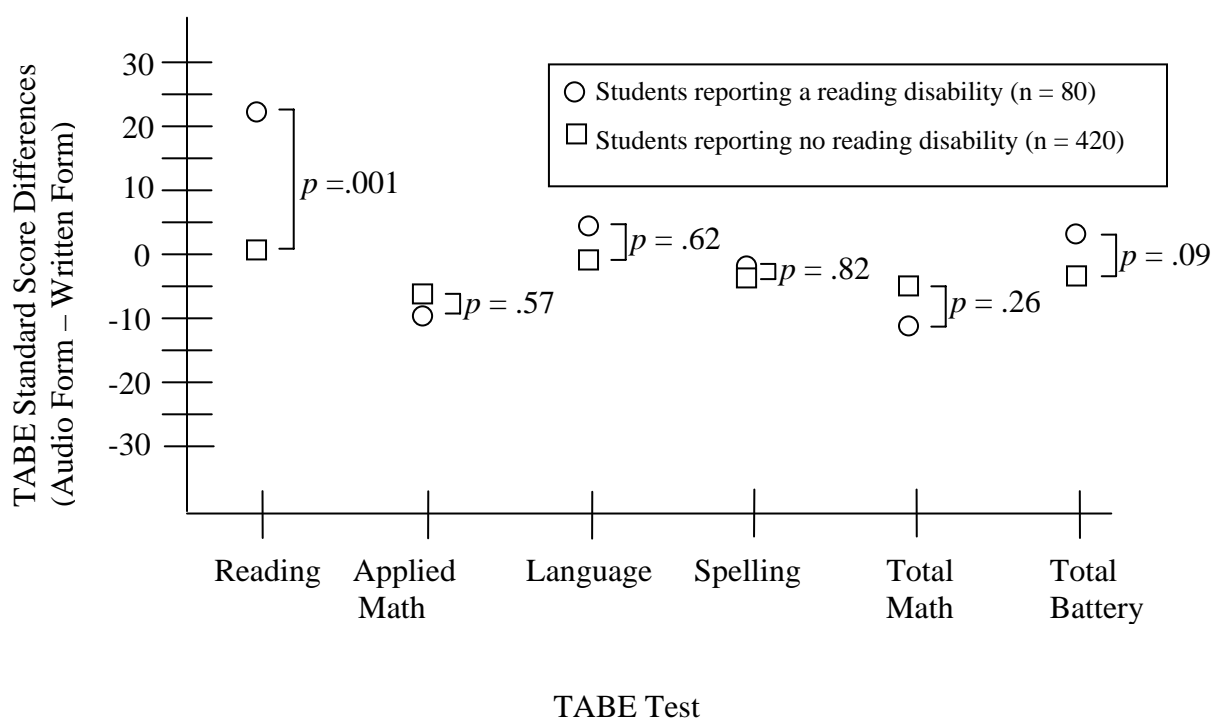 TABE Standard Score Differences
(Audio Form – Written Form)
30
20
10
0
-10
-20
-30
Students reporting a reading disability (n = 80)
Students reporting no reading disability (n = 420)
p =.001
p = .57
p = .62
p = .82
p = .26
p = .09
Reading
Applied
Math
Language
Spelling
Total
Math
Total
Battery
TABE Test